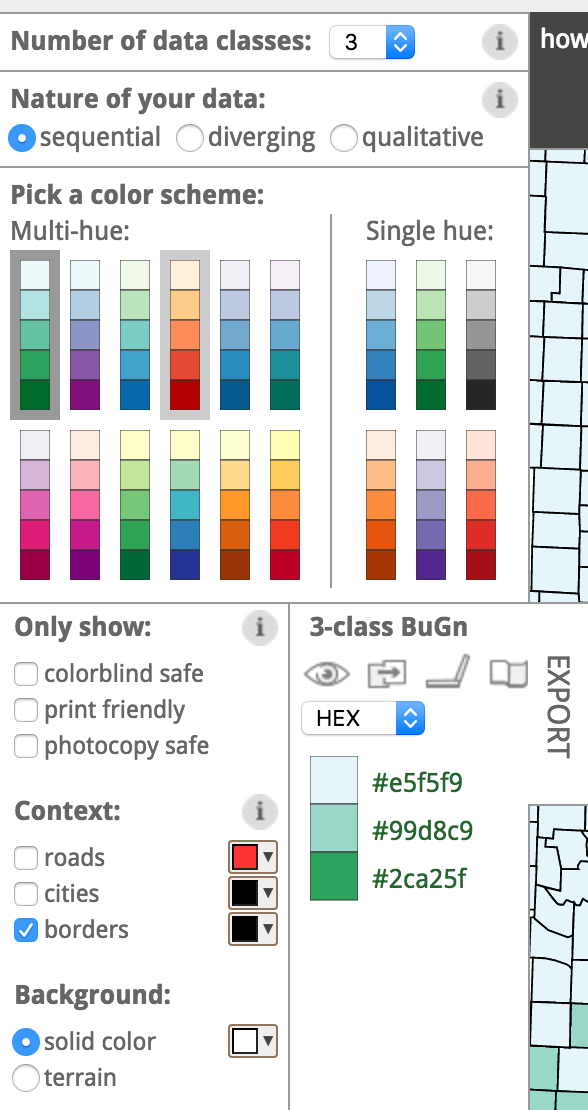 Number of data classes: 3 i
how
Nature of your data: i
sequential diverging qualitative
Pick a color scheme:
Multi-hue: Single hue:
Only show: i
colorblind safe
print friendly
photocopy safe
Context: i
roads
cities
borders
Background:
solid color
terrain
3-class BuGn
HEX
EXPORT
#e5f5f9
#99d8c9
#2ca25f